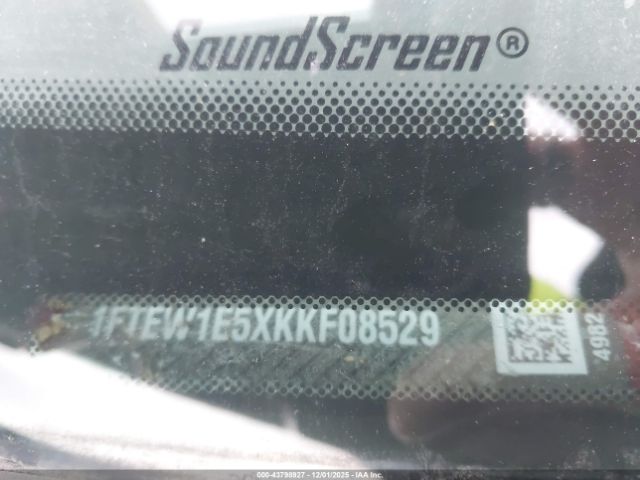 SoundScreen®
1FTEW1E5XKKF08529
4982
000-43798927 | 12/01/2025 - IAA Inc.